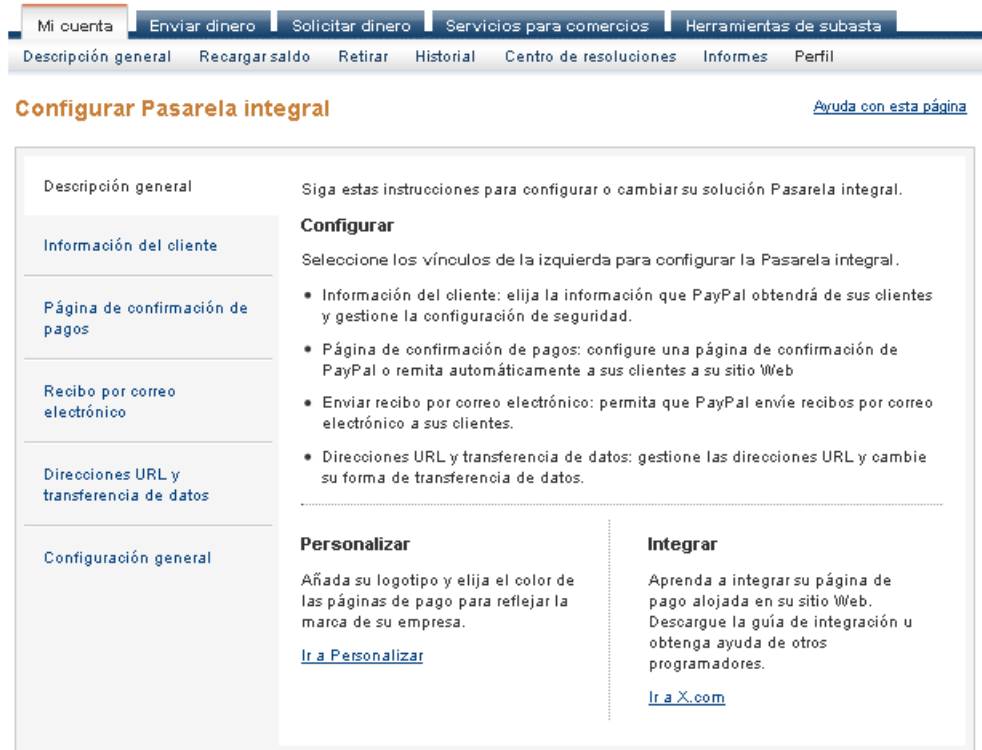 Mi cuenta Enviar dinero Solicitar dinero Servicios para comercios Herramientas de subasta
Descripción general Recargar saldo Retirar Historial Centro de resoluciones Informes Perfil
Configurar Pasarela integral
Ayuda con esta página
Descripción general
Información del cliente
Página de confirmación de
pagos
Recibo por correo
electrónico
Direcciones URL y
transferencia de datos
Configuración general
Siga estas instrucciones para configurar o cambiar su solución Pasarela integral.
Configurar
Seleccione los vínculos de la izquierda para configurar la Pasarela integral.
• Información del cliente: elija la información que PayPal obtendrá de sus clientes
y gestione la configuración de seguridad.
• Página de confirmación de pagos: configure una página de confirmación de
PayPal o remita automáticamente a sus clientes a su sitio Web
• Enviar recibo por correo electrónico: permita que PayPal envíe recibos por correo
electrónico a sus clientes.
• Direcciones URL y transferencia de datos: gestione las direcciones URL y cambie
su forma de transferencia de datos.
Personalizar
Añada su logotipo y elija el color de
las páginas de pago para reflejar la
marca de su empresa.
Ir a Personalizar
Integrar
Aprenda a integrar su página de
pago alojada en su sitio Web.
Descargue la guía de integración u
obtenga ayuda de otros
programadores.
Ir a X.com